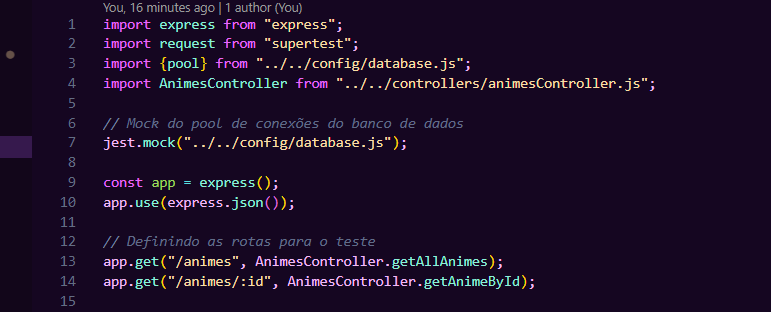 You, 16 minutes ago | 1 author (You)
1 import express from "express";
2 import request from "supertest";
3 import {pool} from "../../config/database.js";
4 import AnimesController from "../../controllers/animesController.js";
5
6 // Mock do pool de conexões do banco de dados
7 jest.mock("../../config/database.js");
8
9 const app = express();
10 app.use(express.json());
11
12 // Definindo as rotas para o teste
13 app.get("/animes", AnimesController.getAllAnimes);
14 app.get("/animes/:id", AnimesController.getAnimeById);
15